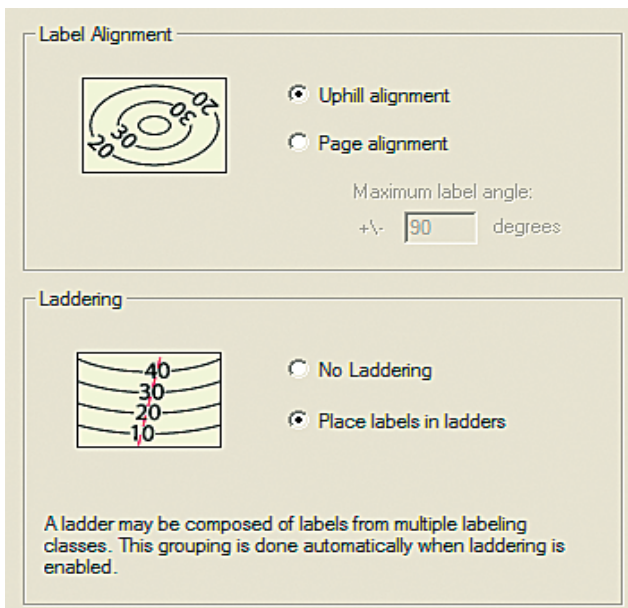 Label Alignment
20
30
30
20
Uphill alignment
Page alignment
Maximum label angle:
+\- 90 degrees
Laddering
40
30
20
10
No Laddering
Place labels in ladders
A ladder may be composed of labels from multiple labeling
classes. This grouping is done automatically when laddering is
enabled.